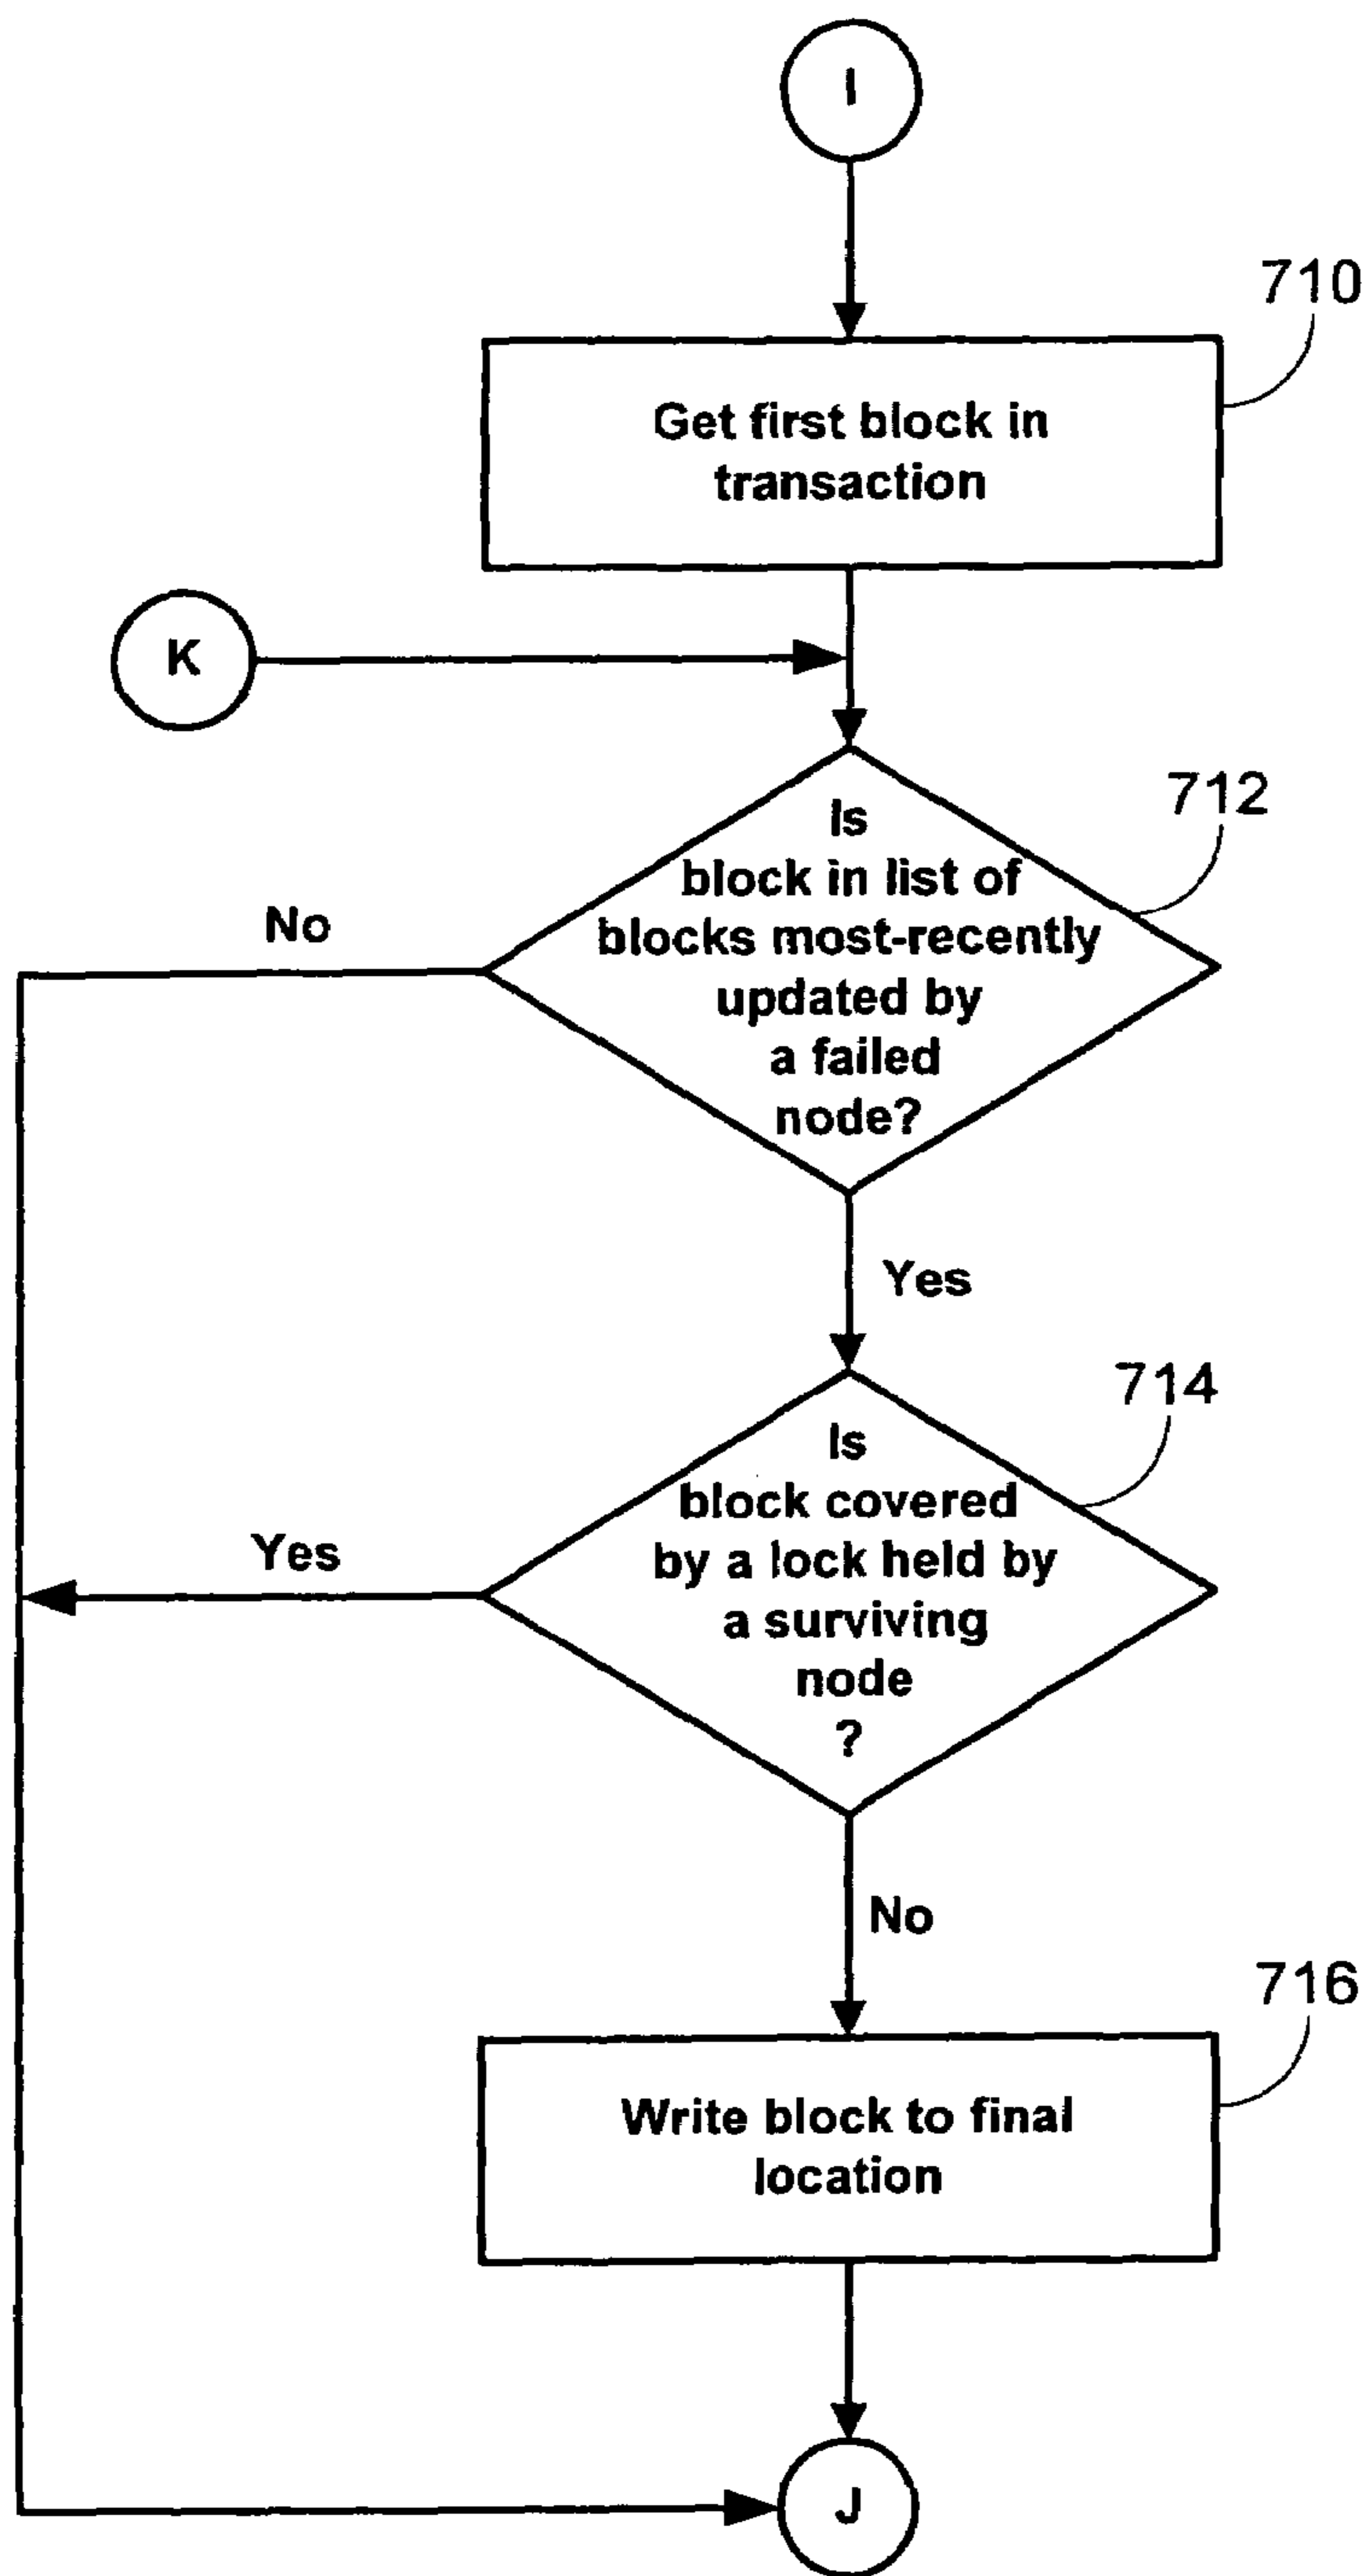 I
710
Get first block in
transaction
K
712
Is
block in list of
blocks most-recently
updated by
a failed
node?
No
Yes
714
Is
block covered
by a lock held by
a surviving
node
?
Yes
No
716
Write block to final
location
J